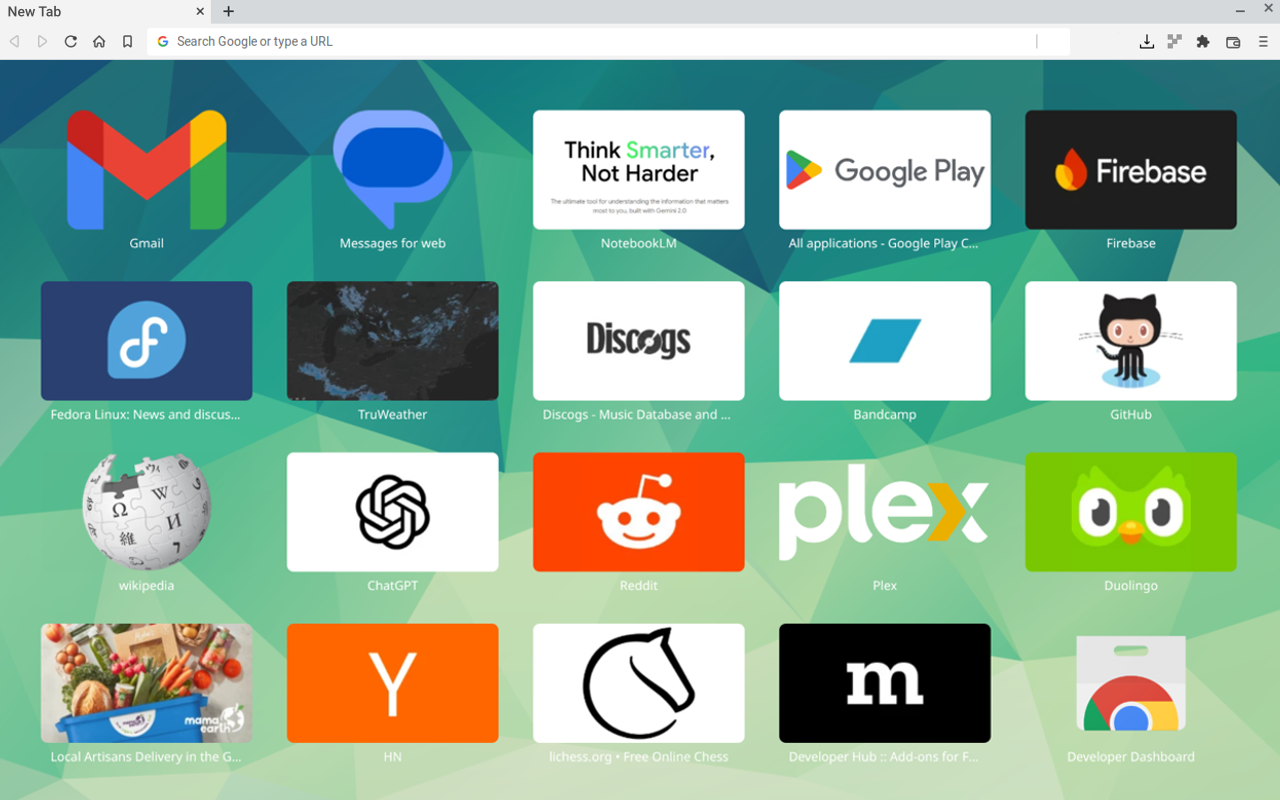 New Tab
Search Google or type a URL
Think Smarter,
Not Harder
The ultimate tool for understanding the information that matters
most to you, built with Gemini 2.0
Google Play
Firebase
Gmail
Messages for web
NotebookLM
All applications - Google Play C...
Firebase
Discogs
Fedora Linux: News and discus...
TruWeather
Discogs - Music Database and ...
Bandcamp
GitHub
Ω
W
И
維
plex
wikipedia
ChatGPT
Reddit
Plex
Duolingo
mama
earth
Y
m
Local Artisans Delivery in the G...
HN
lichess.org • Free Online Chess
Developer Hub :: Add-ons for F...
Developer Dashboard